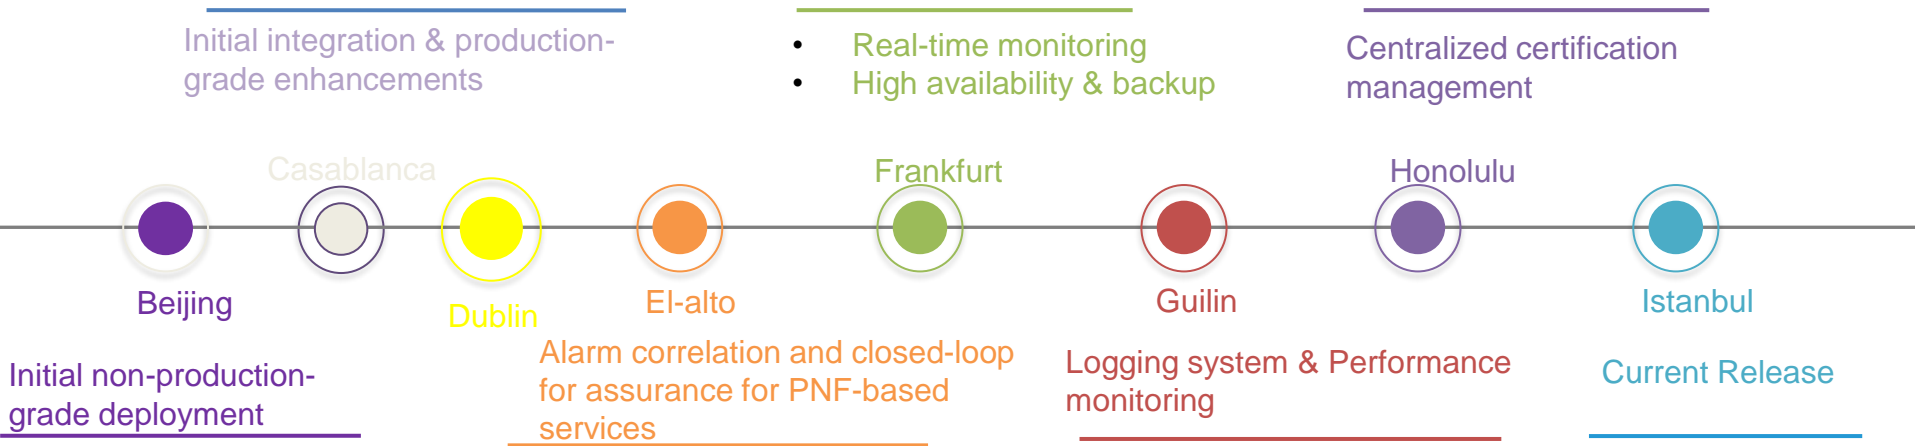 Initial integration & production-
grade enhancements
• Real-time monitoring
• High availability & backup
Centralized certification
management
Casablanca
Frankfurt
Honolulu
Beijing
Dublin
El-alto
Guilin
Istanbul
Initial non-production-
grade deployment
Alarm correlation and closed-loop
for assurance for PNF-based
services
Logging system & Performance
monitoring
Current Release